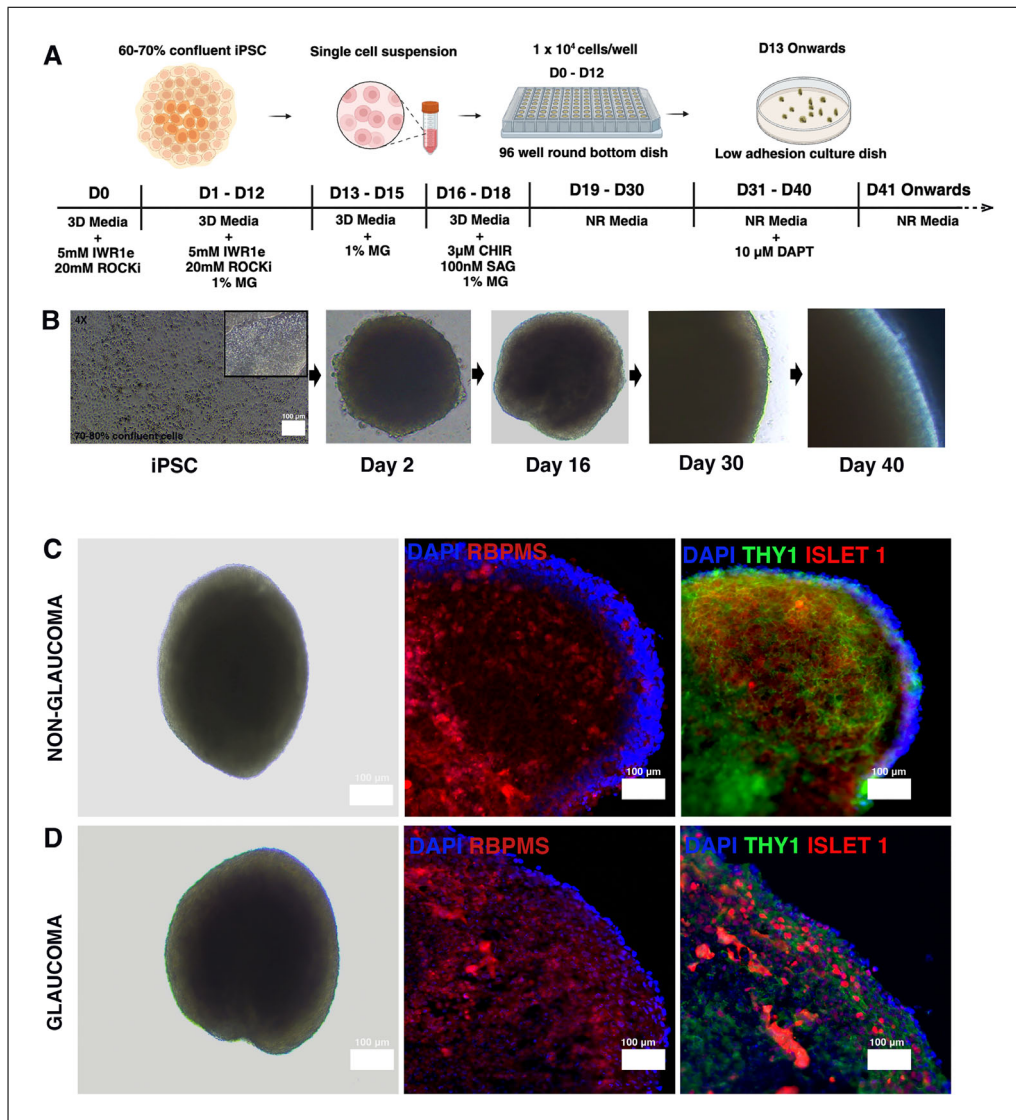 A
60-70% confluent iPSC
Single cell suspension
1 x 10⁴ cells/well
D0 - D12
D13 Onwards
96 well round bottom dish
Low adhesion culture dish
D0
D1 - D12
D13 - D15
D16 - D18
D19 - D30
D31 - D40
D41 Onwards
3D Media
+
5mM IWR1e
20mM ROCKi
3D Media
+
5mM IWR1e
20mM ROCKi
1% MG
3D Media
+
1% MG
3D Media
+
3µM CHIR
100nM SAG
1% MG
NR Media
NR Media
+
10 µM DAPT
NR Media
B
4X
100 µm
70-80% confluent cells
iPSC
Day 2
Day 16
Day 30
Day 40
C
NON-GLAUCOMA
100 µm
DAPI RBPMS
100 µm
DAPI THY1 ISLET 1
100 µm
D
GLAUCOMA
100 µm
DAPI RBPMS
100 µm
DAPI THY1 ISLET 1
100 µm